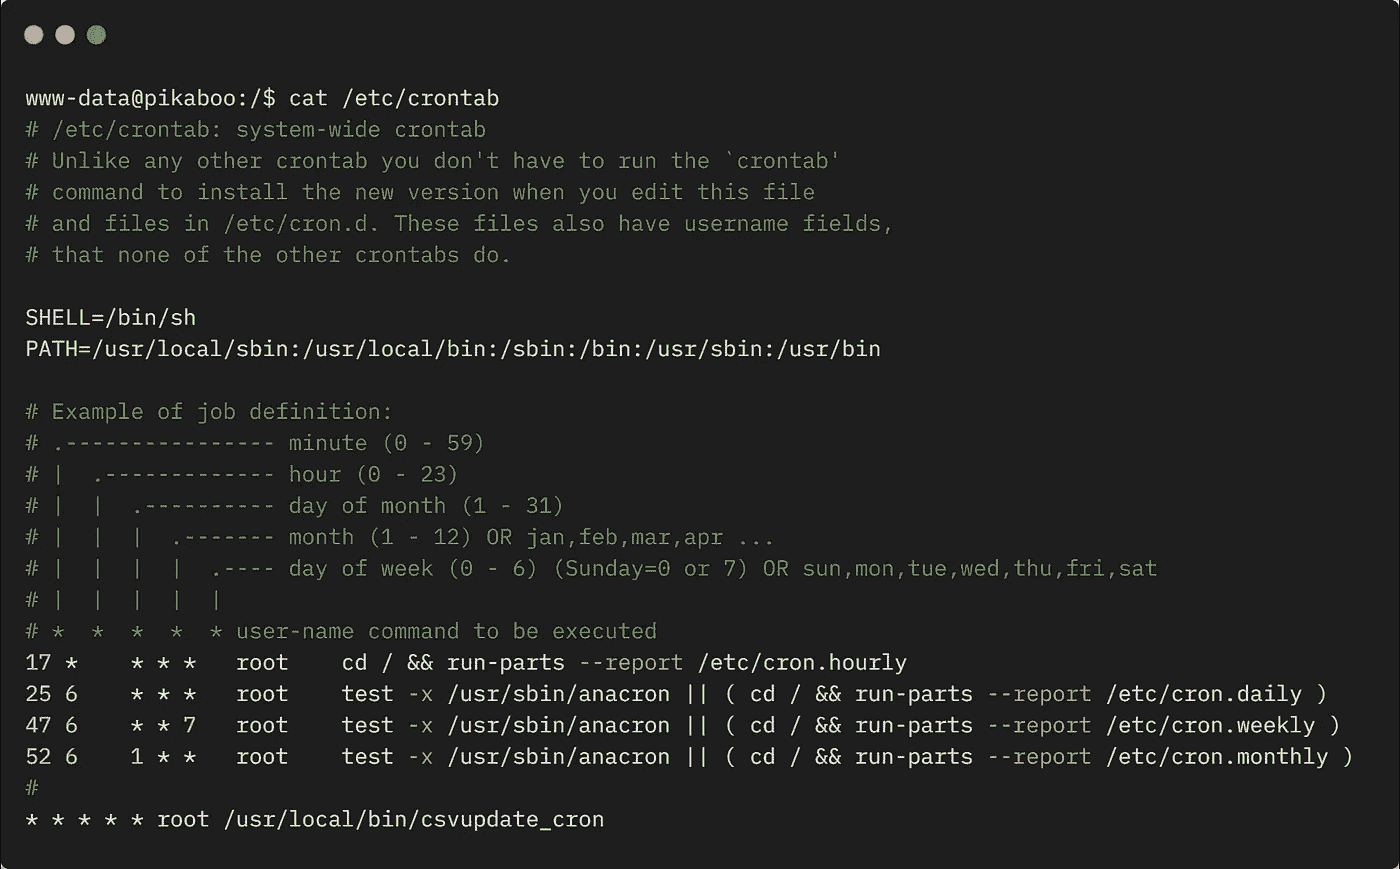 www-data@pikaboo:/$ cat /etc/crontab
# /etc/crontab: system-wide crontab
# Unlike any other crontab you don't have to run the `crontab'
# command to install the new version when you edit this file
# and files in /etc/cron.d. These files also have username fields,
# that none of the other crontabs do.

SHELL=/bin/sh
PATH=/usr/local/sbin:/usr/local/bin:/sbin:/bin:/usr/sbin:/usr/bin

# Example of job definition:
# .---------------- minute (0 - 59)
# |  .------------- hour (0 - 23)
# |  |  .---------- day of month (1 - 31)
# |  |  |  .------- month (1 - 12) OR jan,feb,mar,apr ...
# |  |  |  |  .---- day of week (0 - 6) (Sunday=0 or 7) OR sun,mon,tue,wed,thu,fri,sat
# |  |  |  |  |
# *  *  *  *  * user-name command to be executed
17 *    * * *   root    cd / && run-parts --report /etc/cron.hourly
25 6    * * *   root    test -x /usr/sbin/anacron || ( cd / && run-parts --report /etc/cron.daily )
47 6    * * 7   root    test -x /usr/sbin/anacron || ( cd / && run-parts --report /etc/cron.weekly )
52 6    1 * *   root    test -x /usr/sbin/anacron || ( cd / && run-parts --report /etc/cron.monthly )
#
* * * * * root /usr/local/bin/csvupdate_cron